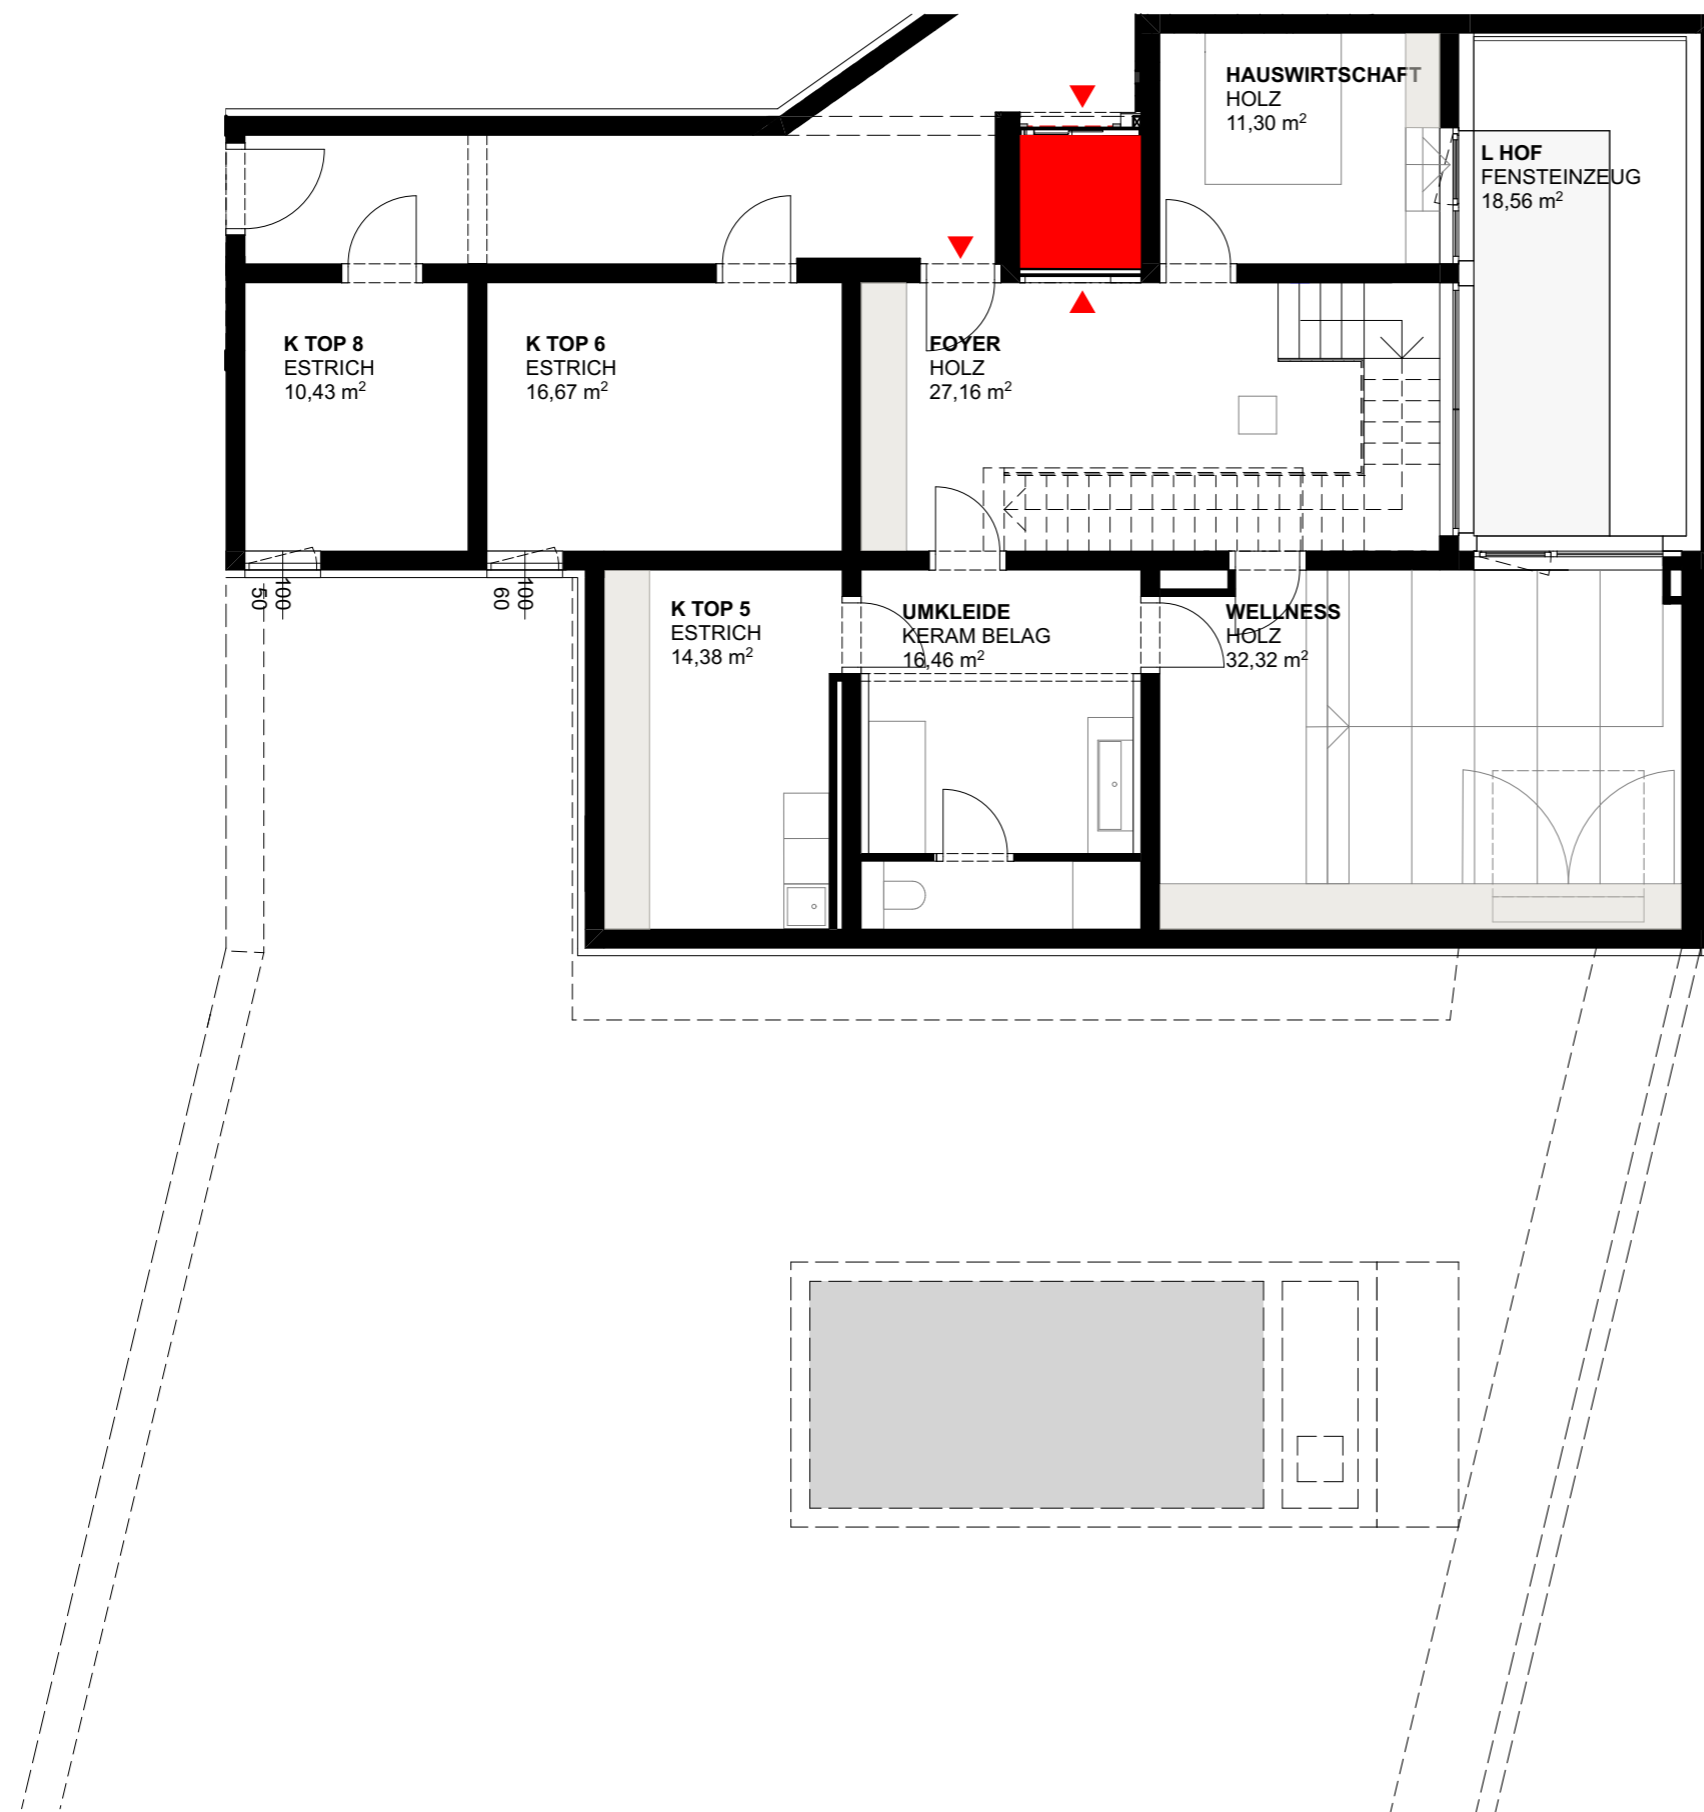 HAUSWIRTSCHAFT
HOLZ
11,30 m²
L HOF
FENSTEINZEUG
18,56 m²
K TOP 8
ESTRICH
10,43 m²
K TOP 6
ESTRICH
16,67 m²
FOYER
HOLZ
27,16 m²
100
50
100
60
K TOP 5
ESTRICH
14,38 m²
UMKLEIDE
KERAM BELAG
16,46 m²
WELLNESS
HOLZ
32,32 m²